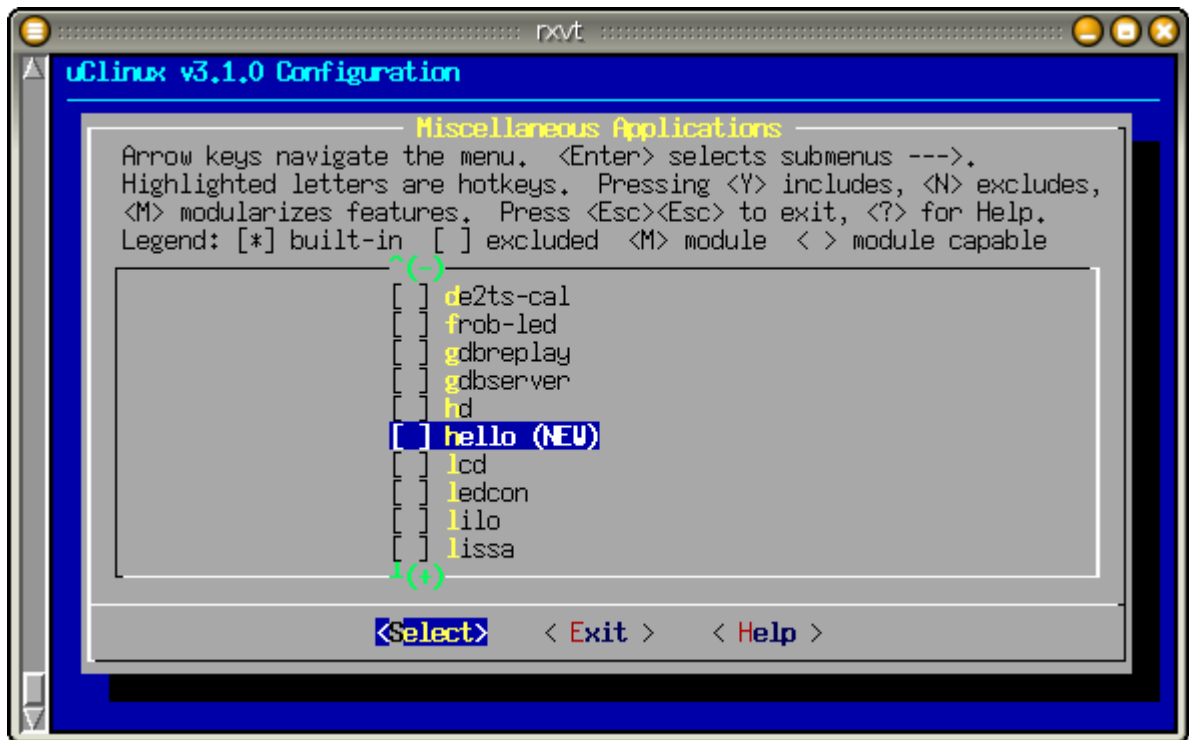 rxvt
uClinux v3.1.0 Configuration
Miscellaneous Applications
Arrow keys navigate the menu.  <Enter> selects submenus --->.
Highlighted letters are hotkeys.  Pressing <Y> includes, <N> excludes,
<M> modularizes features.  Press <Esc><Esc> to exit, <?> for Help.
Legend: [*] built-in  [ ] excluded  <M> module  < > module capable
^(-)
[ ] de2ts-cal
[ ] frob-led
[ ] gdbreplay
[ ] gdbserver
[ ] hd
[ ] hello (NEW)
[ ] lcd
[ ] ledcon
[ ] lilo
[ ] lissa
┴(+)
<Select>    < Exit >    < Help >